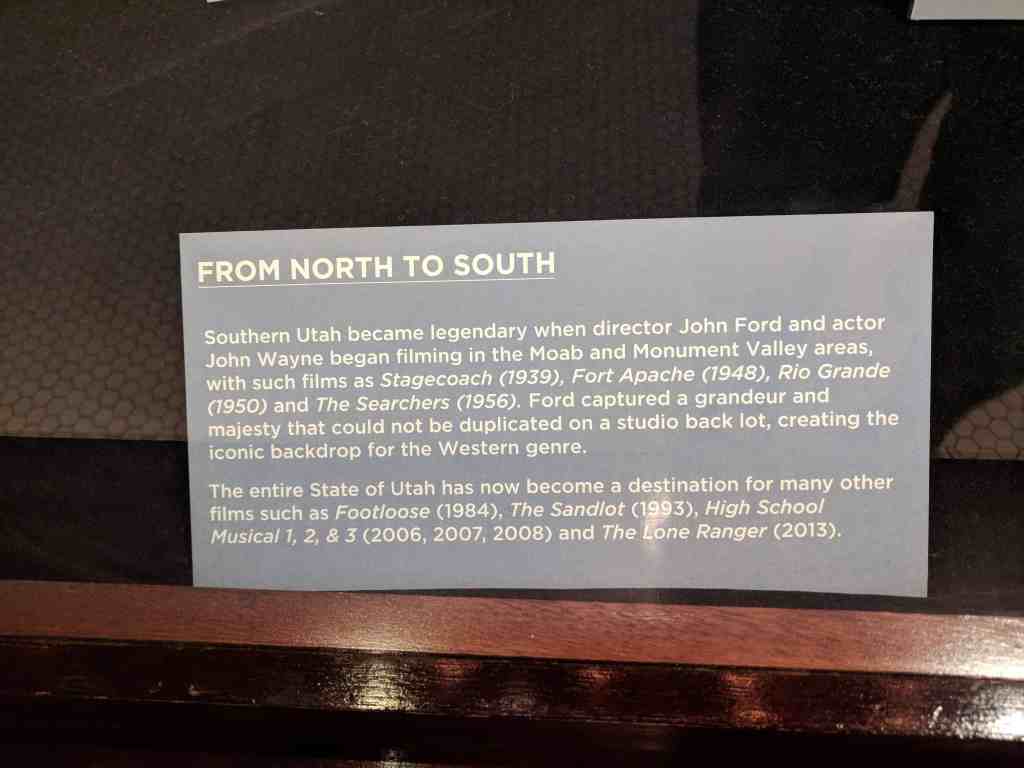 FROM NORTH TO SOUTH
Southern Utah became legendary when director John Ford and actor
John Wayne began filming in the Moab and Monument Valley areas,
with such films as Stagecoach (1939), Fort Apache (1948), Rio Grande
(1950) and The Searchers (1956). Ford captured a grandeur and
majesty that could not be duplicated on a studio back lot, creating the
iconic backdrop for the Western genre.
The entire State of Utah has now become a destination for many other
films such as Footloose (1984), The Sandlot (1993), High School
Musical 1, 2, & 3 (2006, 2007, 2008) and The Lone Ranger (2013).